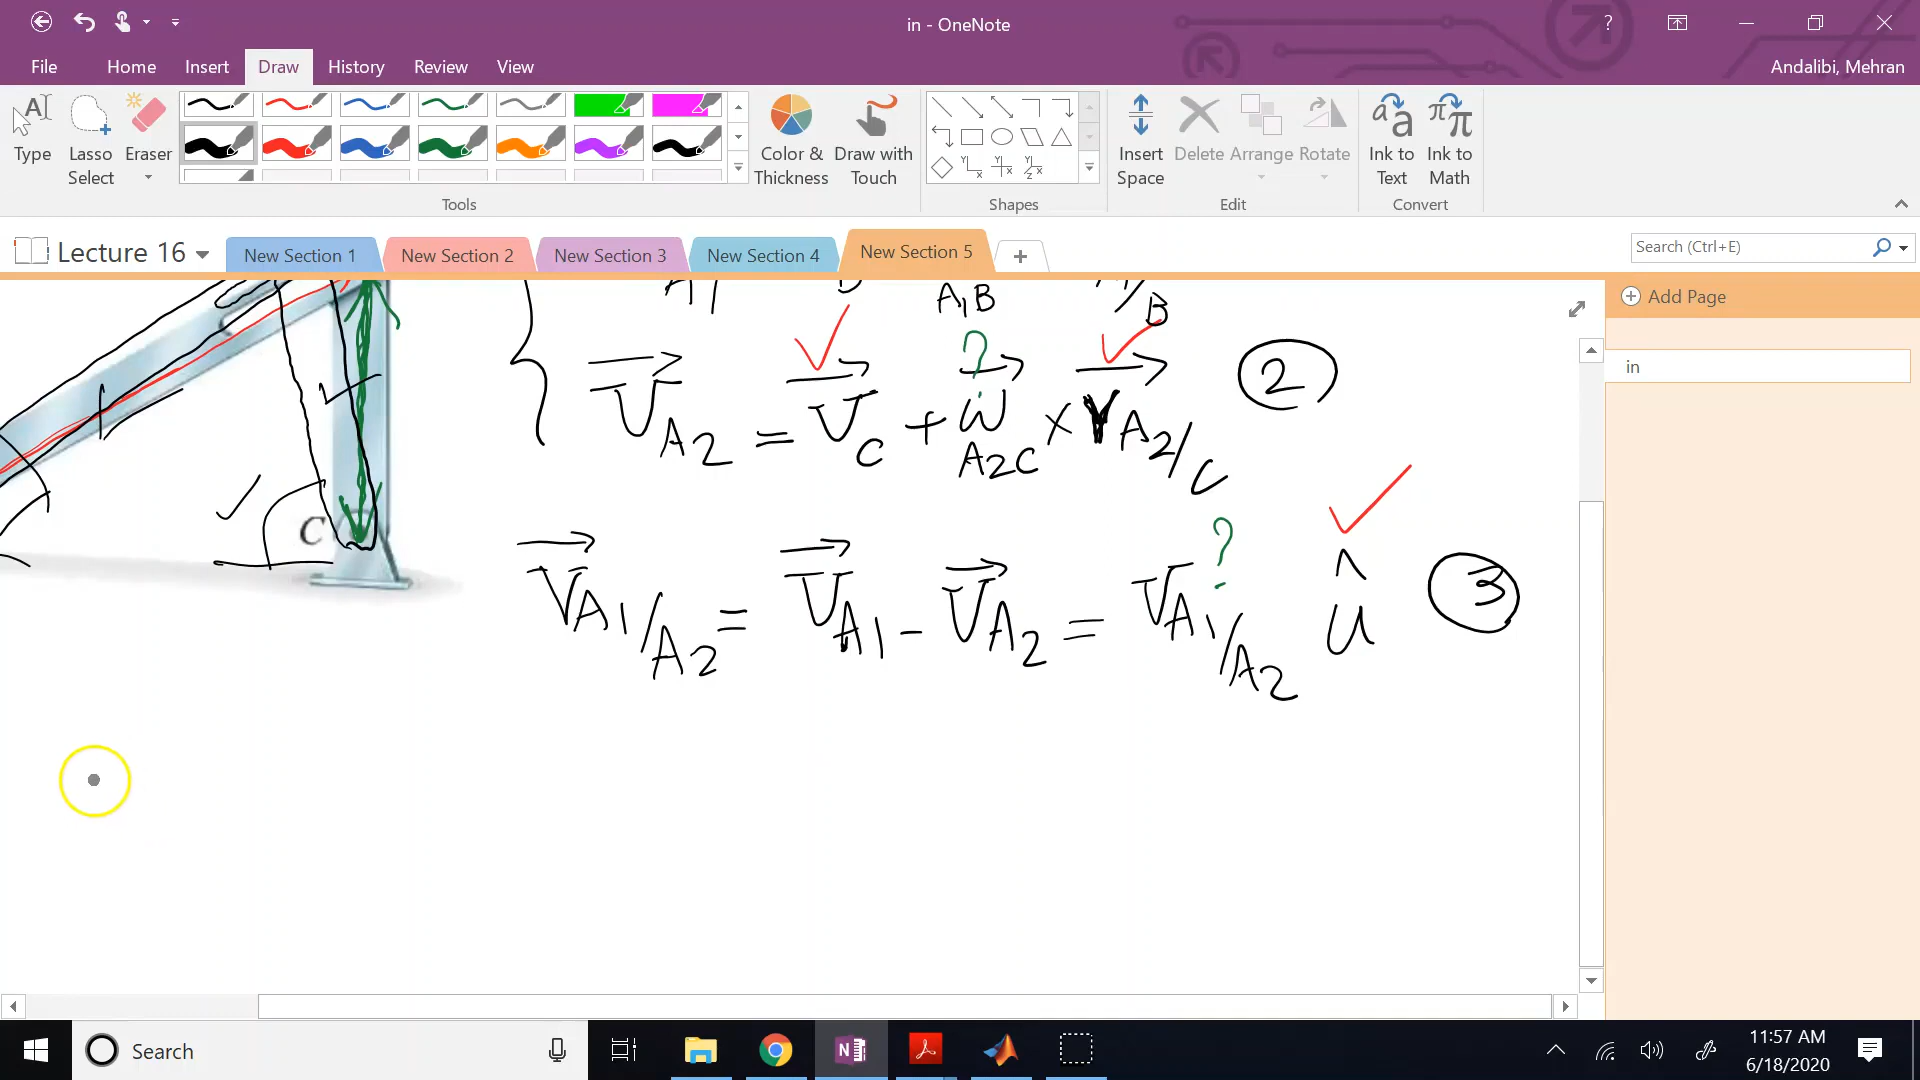 in - OneNote
?
Andalibi, Mehran
File Home Insert Draw History Review View
Type
Lasso Select
Eraser
Color & Thickness
Draw with Touch
Insert Space
Delete
Arrange
Rotate
Ink to Text
Ink to Math
Tools
Shapes
Edit
Convert
Lecture 16
New Section 1 New Section 2 New Section 3 New Section 4 New Section 5 +
Search (Ctrl+E)
Add Page
in
A1 B A1B A1/B
V A2 = V C + ω A2C × r A2/C ②
?
C
V A1/A2 = V A1 - V A2 = V A1/A2 û ③
?
Search
11:57 AM
6/18/2020